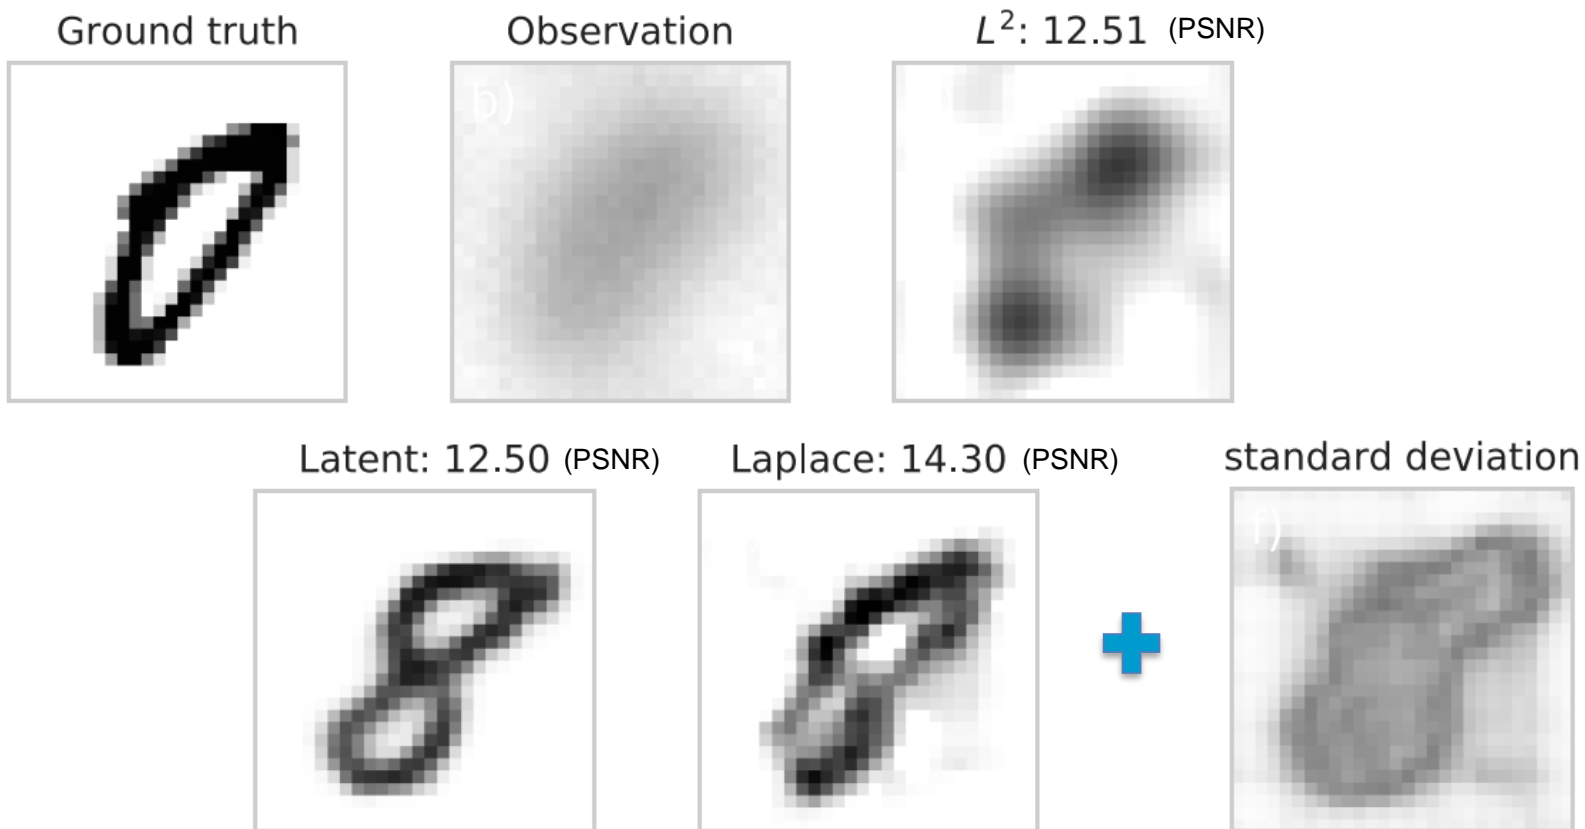 Ground truth
Observation
L²: 12.51 (PSNR)
b)
Latent: 12.50 (PSNR)
Laplace: 14.30 (PSNR)
standard deviation
f)